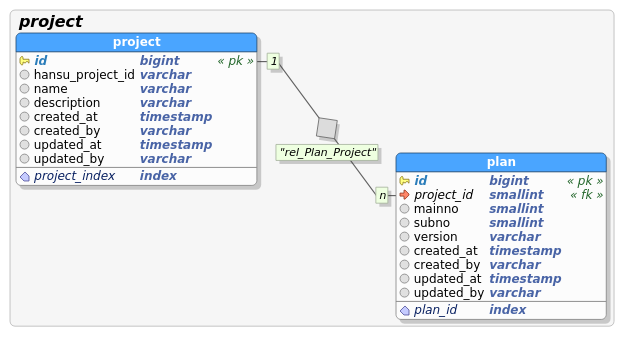 project
project
id bigint « pk »
hansu_project_id varchar
name varchar
description varchar
created_at timestamp
created_by varchar
updated_at timestamp
updated_by varchar
project_index index
1
"rel_Plan_Project"
n
plan
id bigint « pk »
project_id smallint « fk »
mainno smallint
subno smallint
version varchar
created_at timestamp
created_by varchar
updated_at timestamp
updated_by varchar
plan_id index